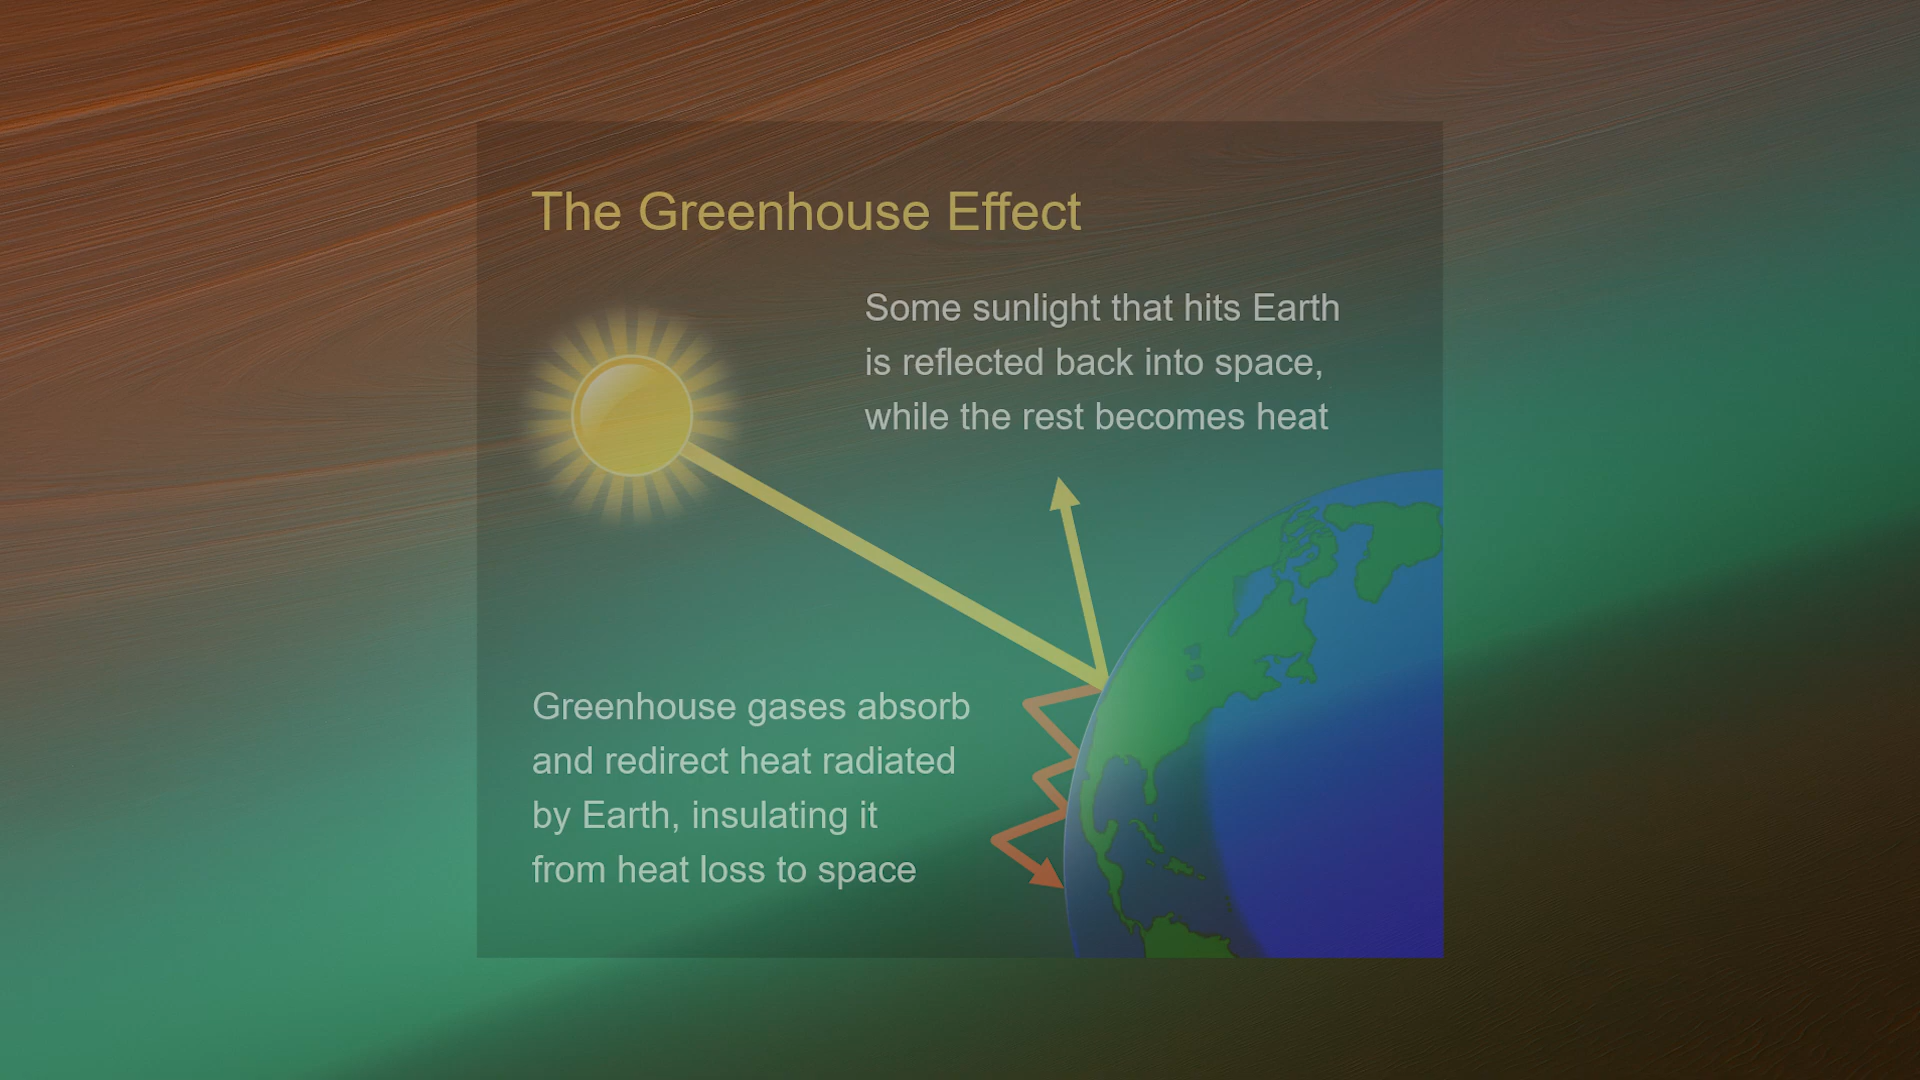 The Greenhouse Effect
Some sunlight that hits Earth
is reflected back into space,
while the rest becomes heat
Greenhouse gases absorb
and redirect heat radiated
by Earth, insulating it
from heat loss to space